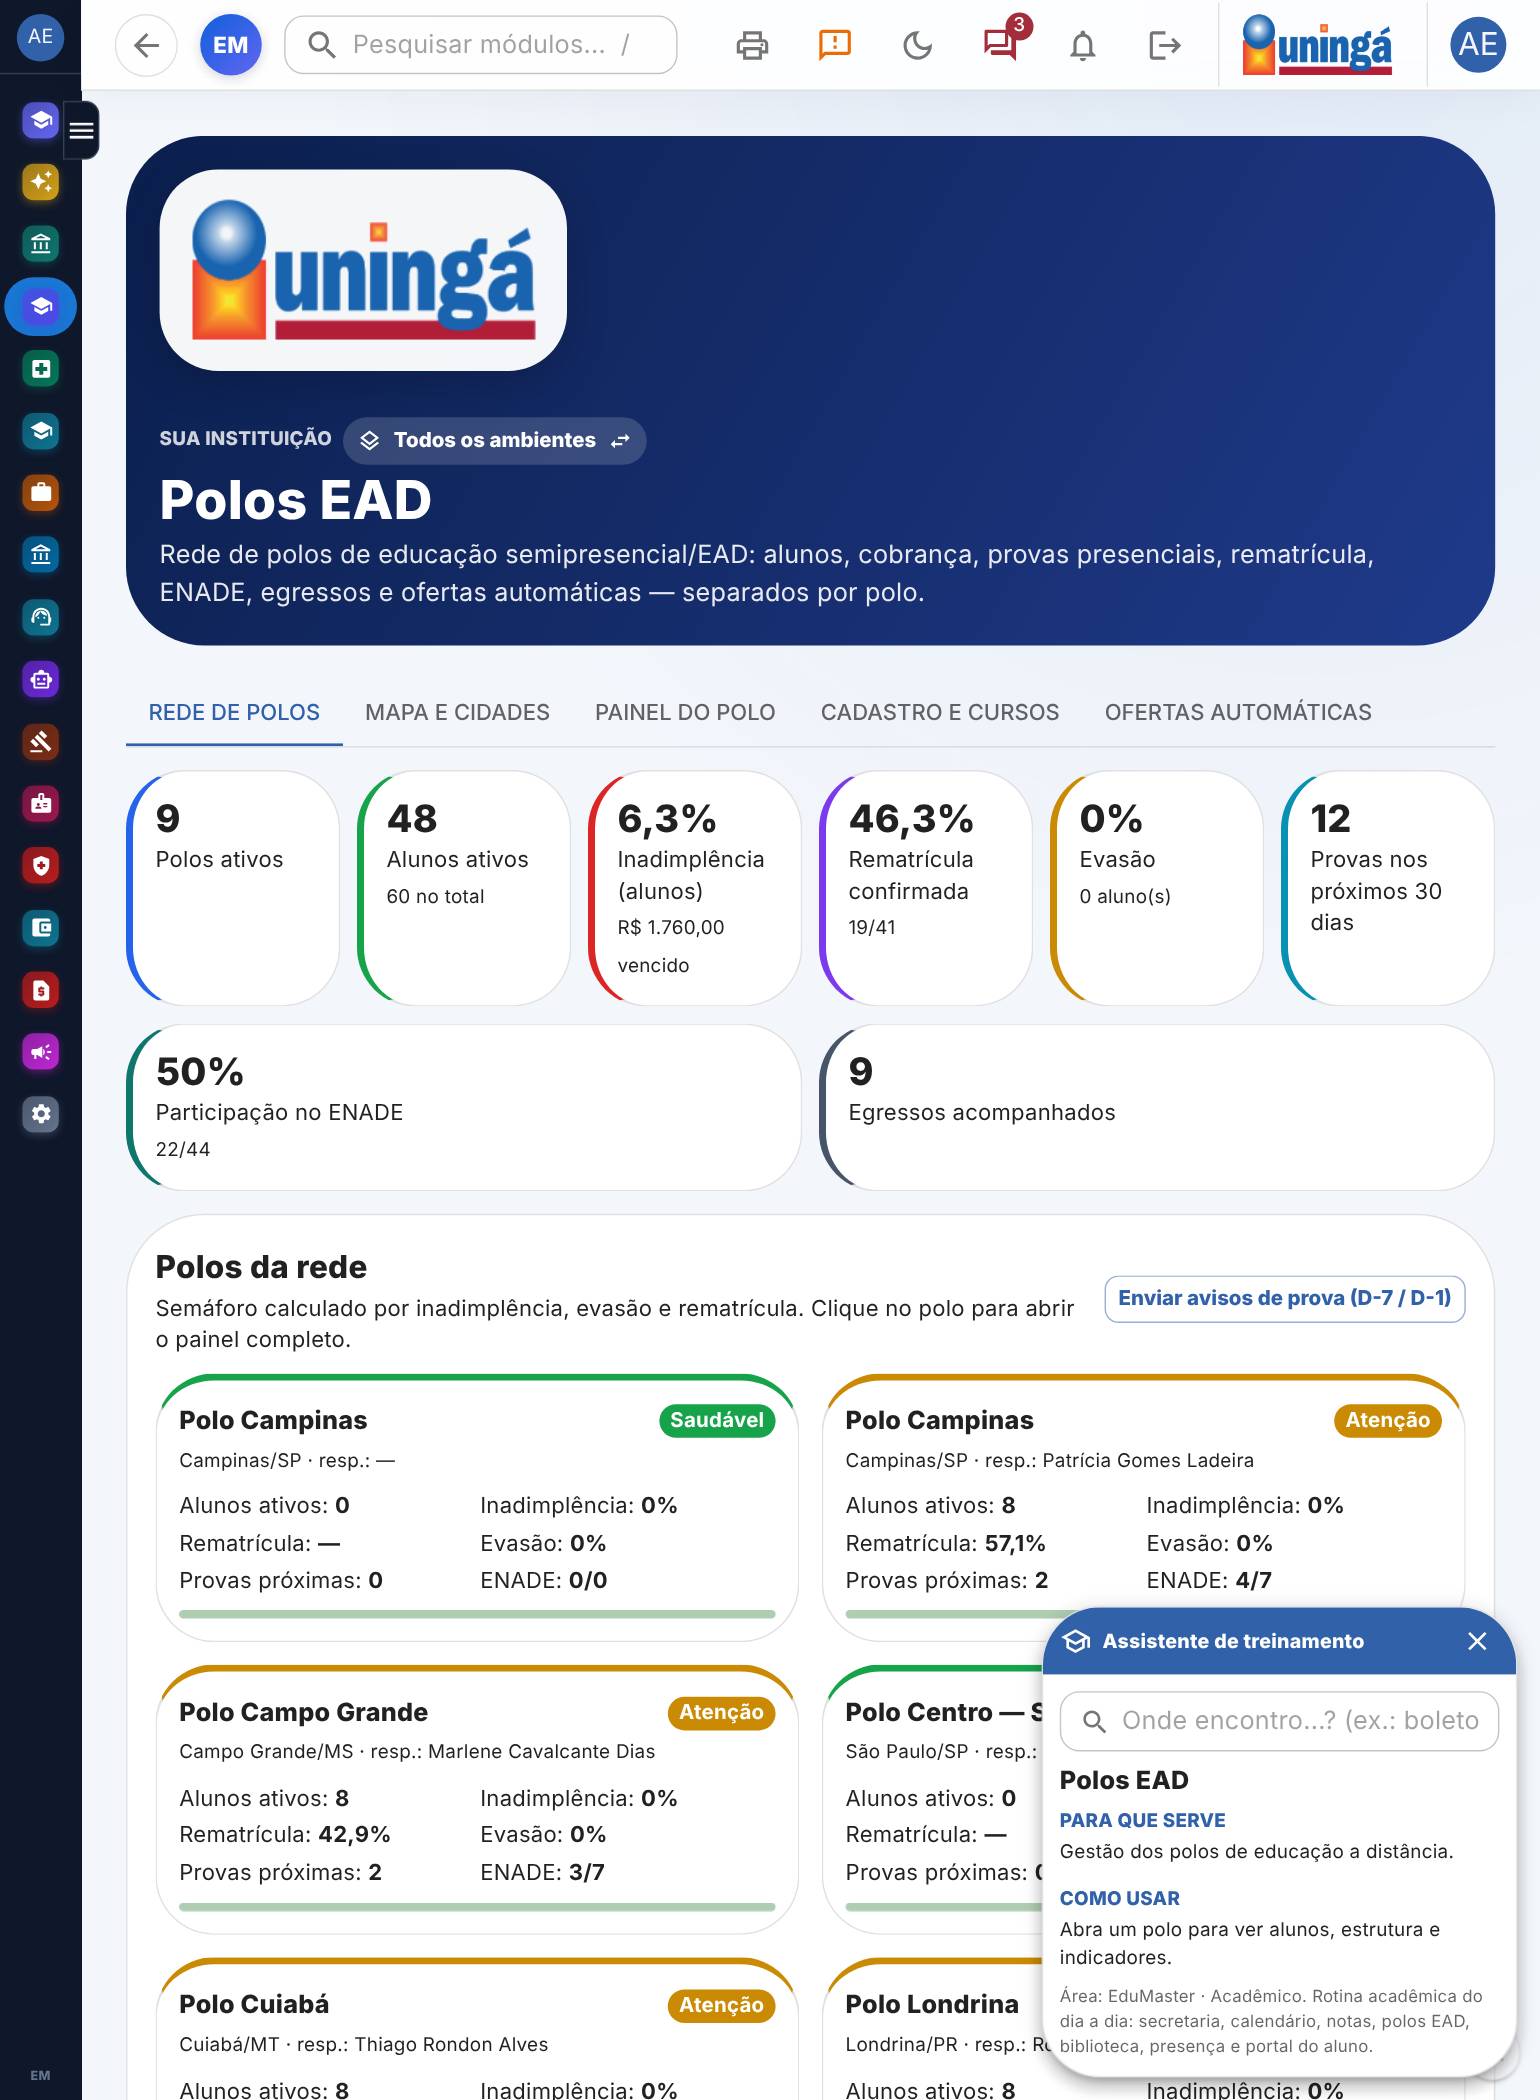 AE
EM
Pesquisar módulos... /
3
uningá
AE
uningá
SUA INSTITUIÇÃO
Todos os ambientes
Polos EAD
Rede de polos de educação semipresencial/EAD: alunos, cobrança, provas presenciais, rematrícula,
ENADE, egressos e ofertas automáticas — separados por polo.
REDE DE POLOS
MAPA E CIDADES
PAINEL DO POLO
CADASTRO E CURSOS
OFERTAS AUTOMÁTICAS
9
Polos ativos
48
Alunos ativos
60 no total
6,3%
Inadimplência
(alunos)
R$ 1.760,00
vencido
46,3%
Rematrícula
confirmada
19/41
0%
Evasão
0 aluno(s)
12
Provas nos
próximos 30
dias
50%
Participação no ENADE
22/44
9
Egressos acompanhados
Polos da rede
Semáforo calculado por inadimplência, evasão e rematrícula. Clique no polo para abrir
o painel completo.
Enviar avisos de prova (D-7 / D-1)
Polo Campinas
Saudável
Campinas/SP · resp.: —
Alunos ativos: 0
Inadimplência: 0%
Rematrícula: —
Evasão: 0%
Provas próximas: 0
ENADE: 0/0
Polo Campinas
Atenção
Campinas/SP · resp.: Patrícia Gomes Ladeira
Alunos ativos: 8
Inadimplência: 0%
Rematrícula: 57,1%
Evasão: 0%
Provas próximas: 2
ENADE: 4/7
Polo Campo Grande
Atenção
Campo Grande/MS · resp.: Marlene Cavalcante Dias
Alunos ativos: 8
Inadimplência: 0%
Rematrícula: 42,9%
Evasão: 0%
Provas próximas: 2
ENADE: 3/7
Polo Centro —
São Paulo/SP · resp.:
Alunos ativos: 0
Rematrícula: —
Provas próximas:
Polo Cuiabá
Atenção
Cuiabá/MT · resp.: Thiago Rondon Alves
Alunos ativos: 8
Inadimplência: 0%
Polo Londrina
Londrina/PR · resp.:
Alunos ativos: 8
Inadimplência: 0%
Assistente de treinamento
Onde encontro...? (ex.: boleto
Polos EAD
PARA QUE SERVE
Gestão dos polos de educação a distância.
COMO USAR
Abra um polo para ver alunos, estrutura e
indicadores.
Área: EduMaster · Acadêmico. Rotina acadêmica do
dia a dia: secretaria, calendário, notas, polos EAD,
biblioteca, presença e portal do aluno.
EM